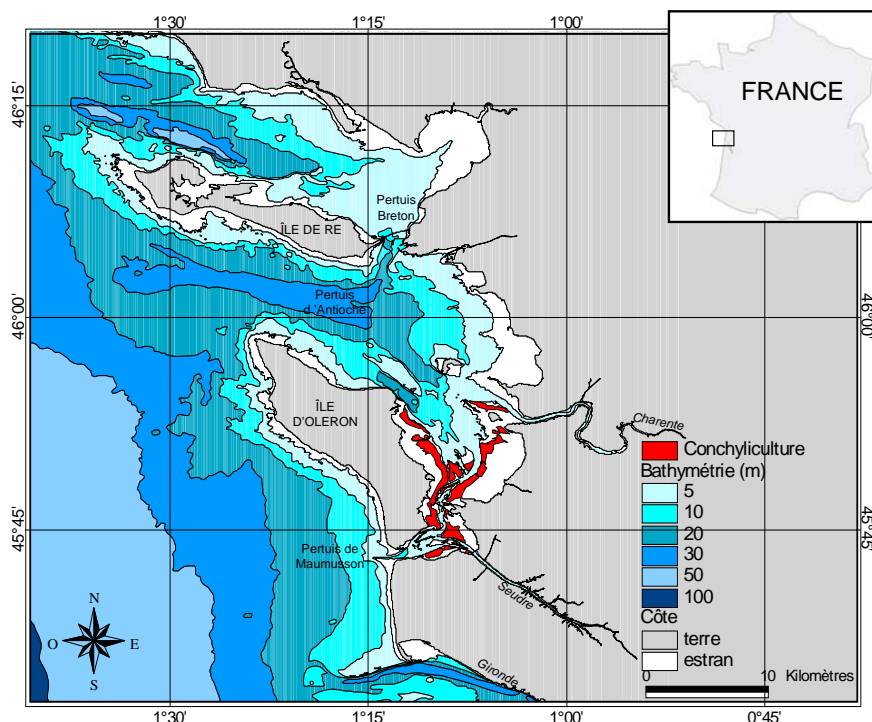 1°30'
1°15'
1°00'
46°15'
FRANCE
Pertuis
Breton
ÎLE DE RE
Pertuis
d'Antioche
46°00'
46°00'
ÎLE
D'OLERON
Charente
Conchyliculture
Bathymétrie (m)
5
10
20
30
50
100
Côte
terre
estran
0
10
Kilomètres
45°45'
45°45'
Pertuis de
Maumusson
Seudre
Gironde
N
O
E
S
1°30'
1°15'
1°00'
0°45'